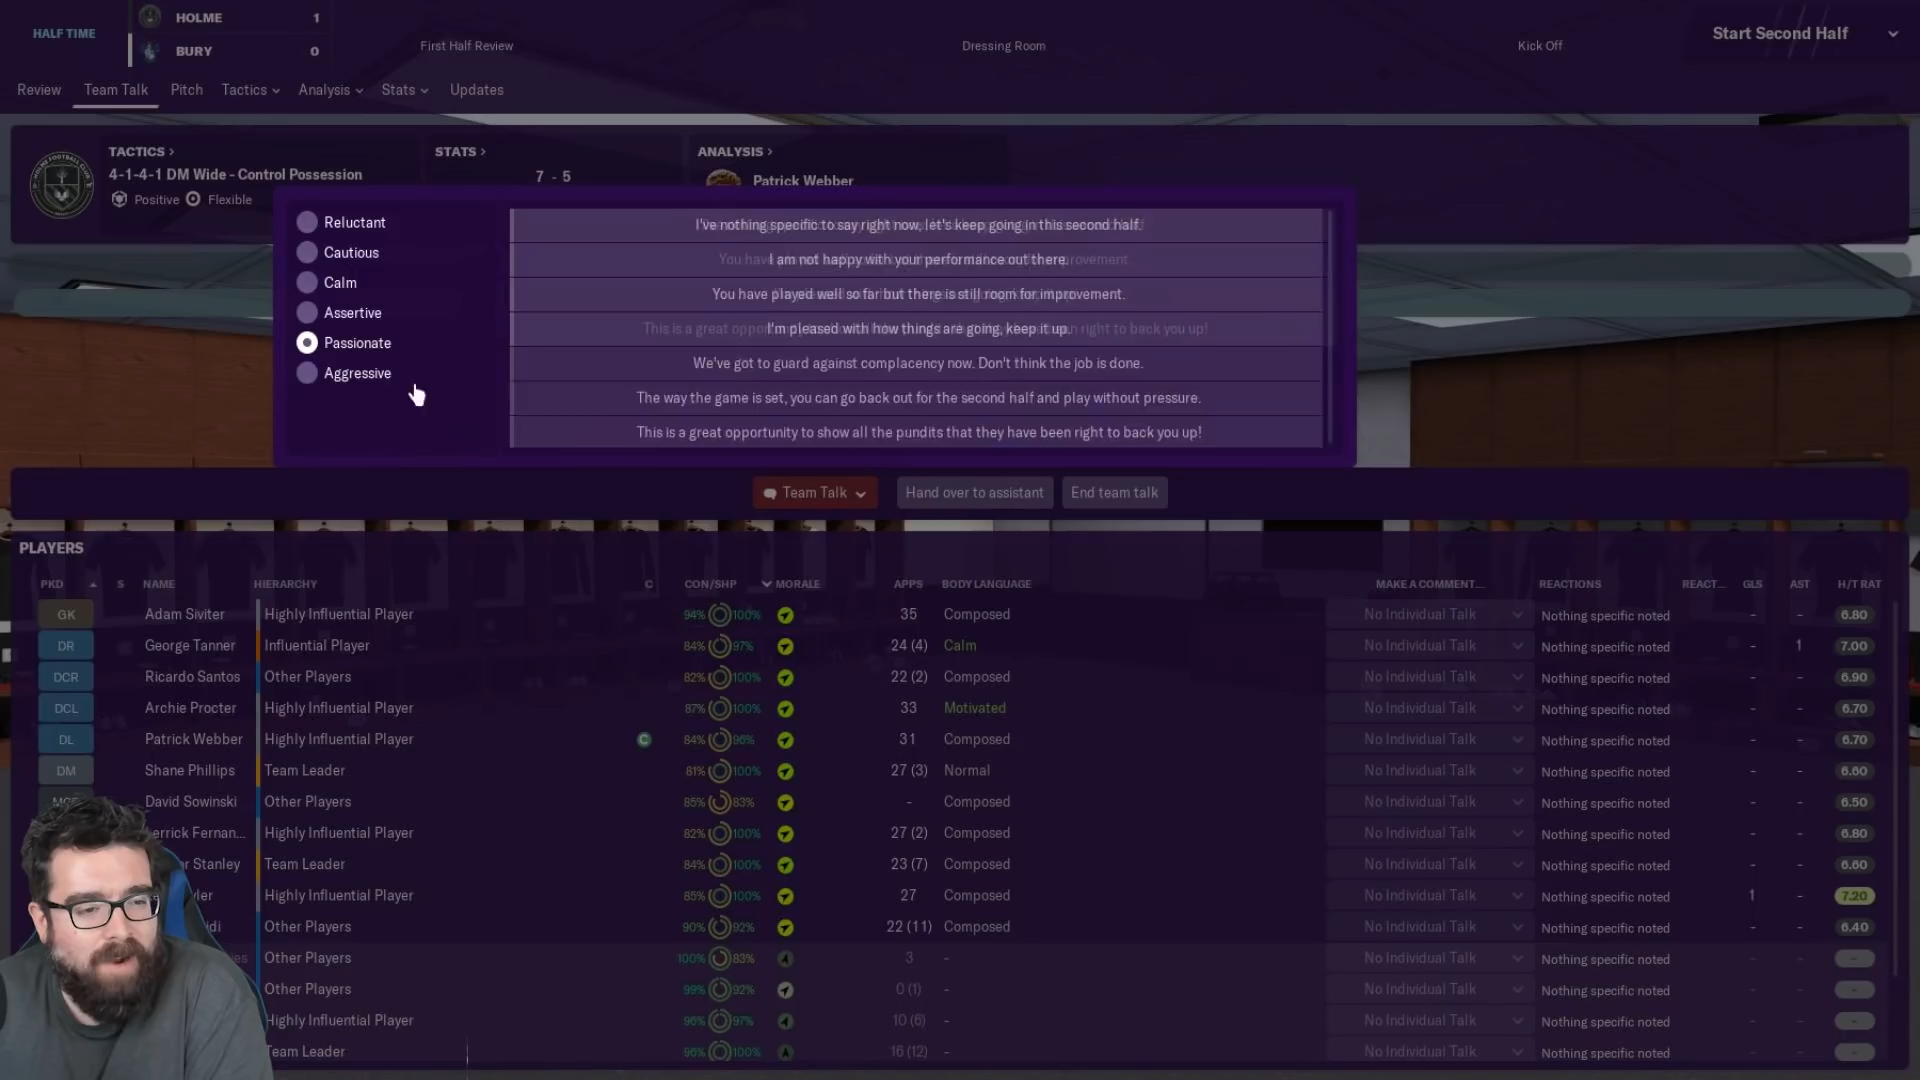 HALF TIME
HOLME 1
BURY 0
First Half Review
Dressing Room
Kick Off
Start Second Half
Review
Team Talk
Pitch
Tactics
Analysis
Stats
Updates
TACTICS >
4-1-4-1 DM Wide - Control Possession
Positive
Flexible
STATS >
7 - 5
ANALYSIS >
Patrick Webber
Reluctant
Cautious
Calm
Assertive
Passionate
Aggressive
I've nothing specific to say right now, let's keep going in this second half.
I am not happy with your performance out there.
You have played well so far but there is still room for improvement.
I'm pleased with how things are going, keep it up.
We've got to guard against complacency now. Don't think the job is done.
The way the game is set, you can go back out for the second half and play without pressure.
This is a great opportunity to show all the pundits that they have been right to back you up!
Team Talk
Hand over to assistant
End team talk
PLAYERS
PKD S NAME HIERARCHY C CON/SHP MORALE APPS BODY LANGUAGE MAKE A COMMENT... REACTIONS REACT... GLS AST H/T RAT
GK Adam Siviter Highly Influential Player 94% 100% 35 Composed No Individual Talk Nothing specific noted - - 6.80
DR George Tanner Influential Player 84% 97% 24 (4) Calm No Individual Talk Nothing specific noted - 1 7.00
DCR Ricardo Santos Other Players 82% 100% 22 (2) Composed No Individual Talk Nothing specific noted - - 6.90
DCL Archie Procter Highly Influential Player 87% 100% 33 Motivated No Individual Talk Nothing specific noted - - 6.70
DL Patrick Webber Highly Influential Player C 84% 96% 31 Composed No Individual Talk Nothing specific noted - - 6.70
DM Shane Phillips Team Leader 81% 100% 27 (3) Normal No Individual Talk Nothing specific noted - - 6.60
David Sowinski Other Players 85% 83% - Composed No Individual Talk Nothing specific noted - - 6.50
errick Fernan... Highly Influential Player 82% 100% 27 (2) Composed No Individual Talk Nothing specific noted - - 6.80
Stanley Team Leader 84% 100% 23 (7) Composed No Individual Talk Nothing specific noted - - 6.60
Highly Influential Player 85% 100% 27 Composed No Individual Talk Nothing specific noted 1 - 7.20
Other Players 90% 92% 22 (11) Composed No Individual Talk Nothing specific noted - - 6.40
Other Players 100% 83% 3 - No Individual Talk Nothing specific noted - - -
Other Players 99% 92% 0 (1) - No Individual Talk Nothing specific noted - - -
Highly Influential Player 96% 97% 10 (6) - No Individual Talk Nothing specific noted - - -
Team Leader 96% 100% 16 (12) - No Individual Talk Nothing specific noted - - -